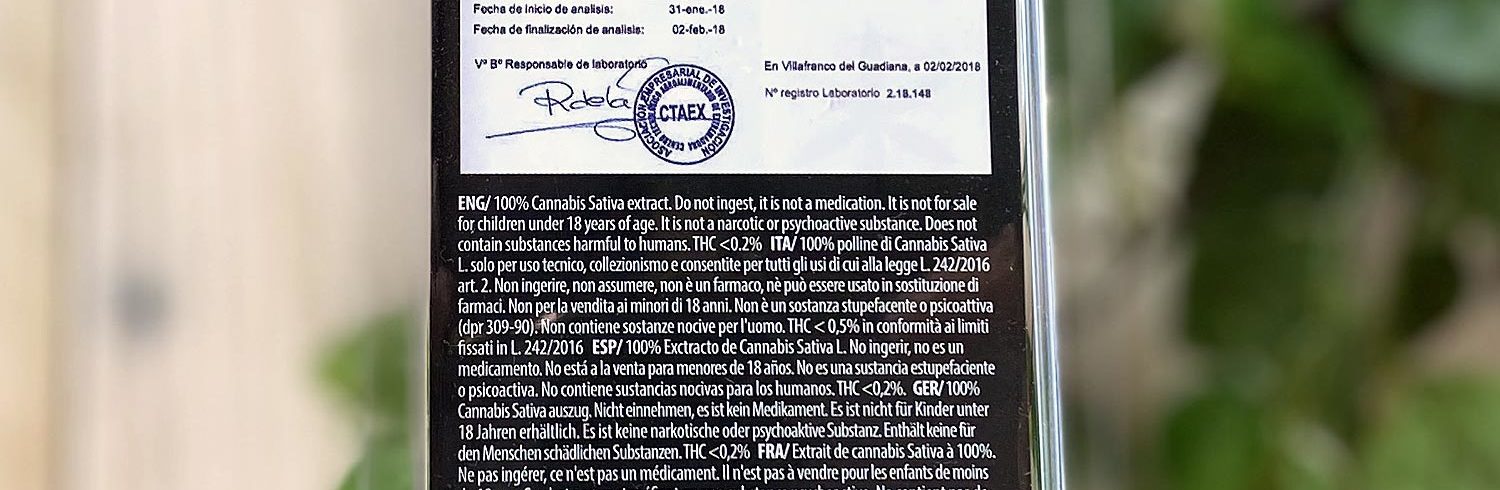 Fecha de inicio de analisis: 31-ene.-18
Fecha de finalización de analisis: 02-feb.-18
Vº Bº Responsable de laboratorio
En Villafranco del Guadiana, a 02/02/2018
Nº registro Laboratorio 2.18.148
Rdela
ASOCIACION EMPRESARIAL DE INVESTIGACION
CENTRO TECNOLOGICO AGROALIMENTARIO DE EXTREMADURA
CTAEX
ENG/ 100% Cannabis Sativa extract. Do not ingest, it is not a medication. It is not for sale
for children under 18 years of age. It is not a narcotic or psychoactive substance. Does not
contain substances harmful to humans. THC <0.2% ITA/ 100% polline di Cannabis Sativa
L. solo per uso tecnico, collezionismo e consentite per tutti gli usi di cui alla legge L. 242/2016
art. 2. Non ingerire, non assumere, non è un farmaco, nè può essere usato in sostituzione di
farmaci. Non per la vendita ai minori di 18 anni. Non è un sostanza stupefacente o psicoattiva
(dpr 309-90). Non contiene sostanze nocive per l'uomo. THC < 0,5% in conformità ai limiti
fissati in L. 242/2016 ESP/ 100% Exctracto de Cannabis Sativa L. No ingerir, no es un
medicamento. No está a la venta para menores de 18 años. No es una sustancia estupefaciente
o psicoactiva. No contiene sustancias nocivas para los humanos. THC <0,2%. GER/ 100%
Cannabis Sativa auszug. Nicht einnehmen, es ist kein Medikament. Es ist nicht für Kinder unter
18 Jahren erhältlich. Es ist keine narkotische oder psychoaktive Substanz. Enthält keine für
den Menschen schädlichen Substanzen. THC <0,2% FRA/ Extrait de cannabis Sativa à 100%.
Ne pas ingérer, ce n'est pas un médicament. Il n'est pas à vendre pour les enfants de moins